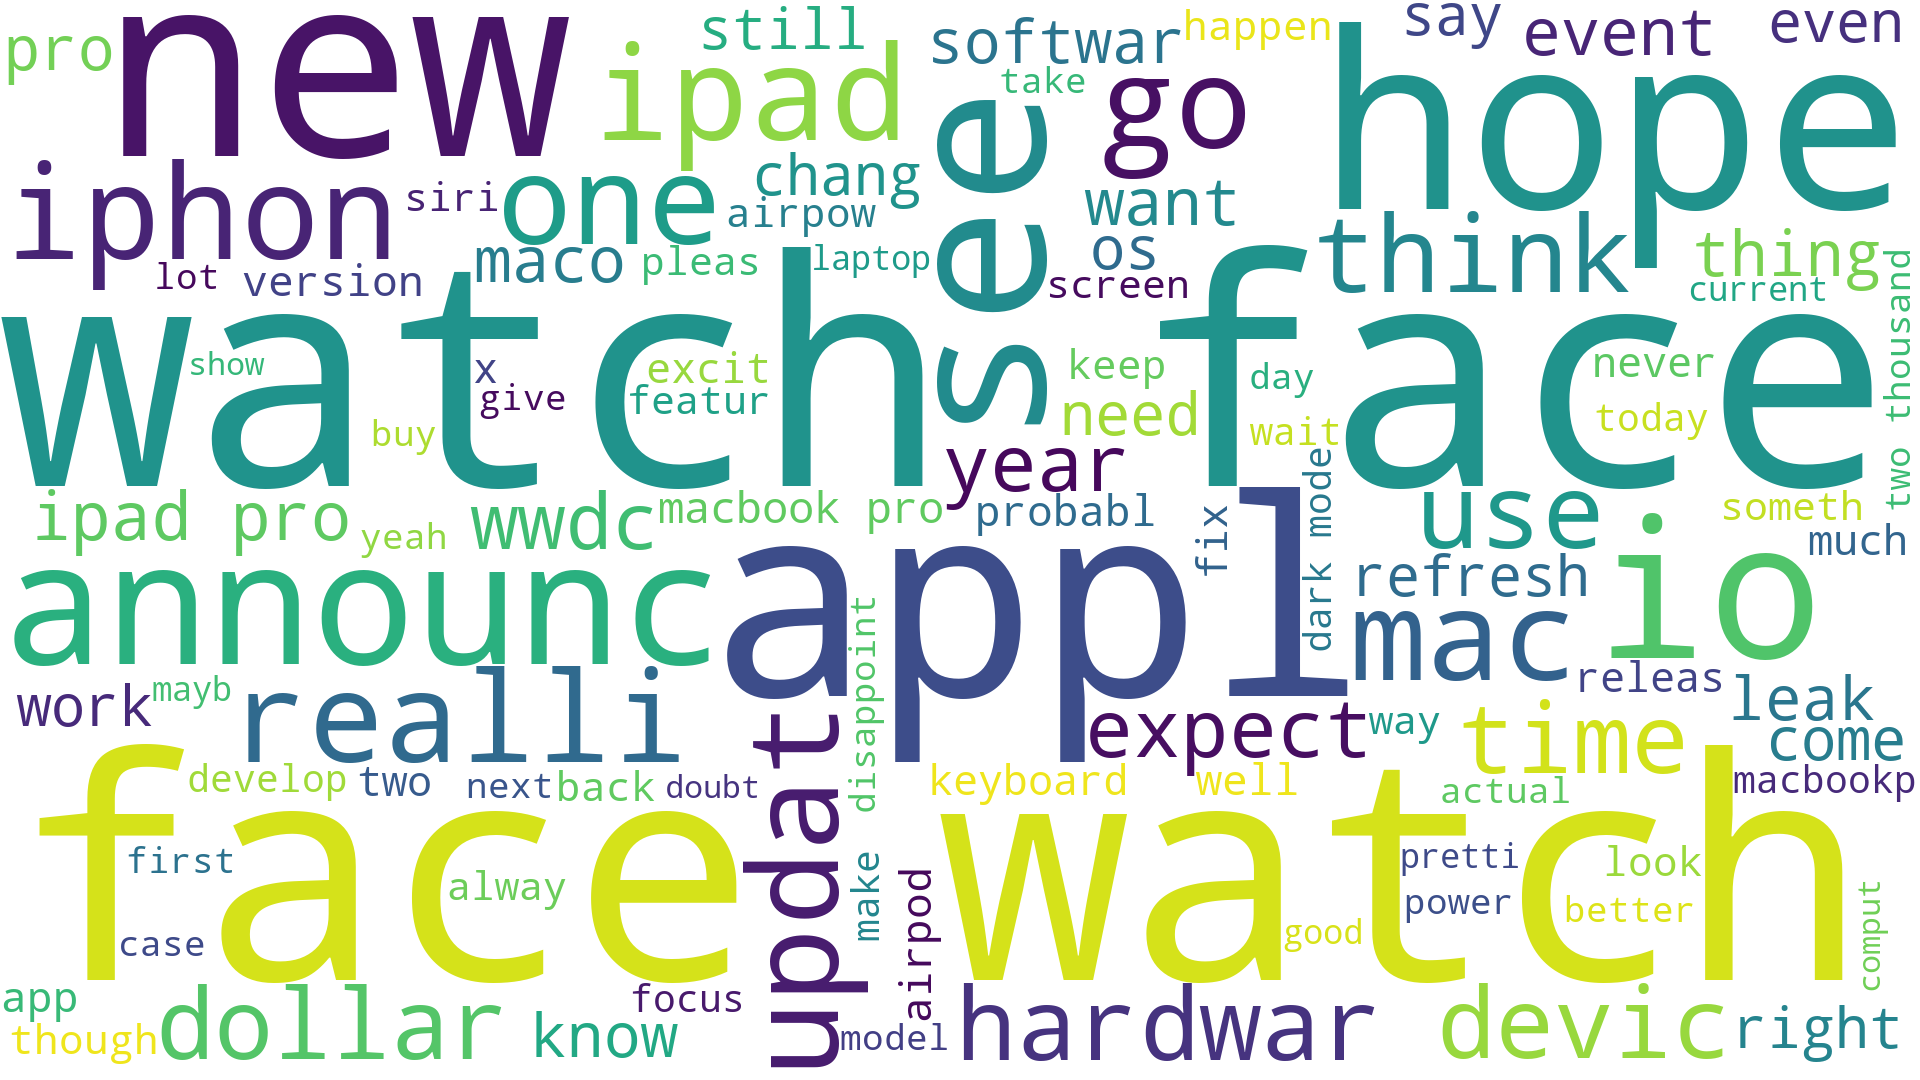 pro
new
ipad
still
softwar
happen
take
say
event
even
go
hope
iphon
siri
one
chang
airpow
see
want
os
think
thing
lot
version
maco
pleas
laptop
screen
current
two thousand
watch face
show
x
give
excit
featur
keep
need
day
wait
never
today
buy
year
ipad pro
yeah
wwdc
macbook pro
probabl
fix
dark mode
use
someth
much
announc
appl
refresh
mac
io
work
mayb
realli
disappoint
expect
way
releas
leak
time
come
develop
two
next
back
doubt
updat
keyboard
well
actual
macbookp
face watch
first
case
alway
make
airpod
pretti
power
look
better
good
comput
app
though
dollar
know
focus
model
hardwar
devic
right